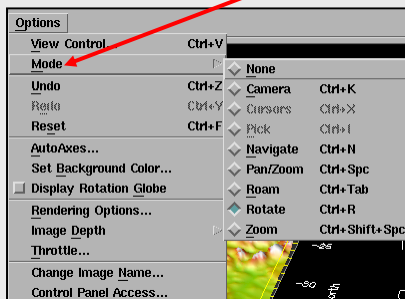 Options
View Control... Ctrl+V
Mode
Undo Ctrl+Z
Redo Ctrl+Y
Reset Ctrl+F
AutoAxes...
Set Background Color...
Display Rotation Globe
Rendering Options...
Image Depth
Throttle...
Change Image Name...
Control Panel Access...
None
Camera Ctrl+K
Cursors Ctrl+X
Pick Ctrl+I
Navigate Ctrl+N
Pan/Zoom Ctrl+Spc
Roam Ctrl+Tab
Rotate Ctrl+R
Zoom Ctrl+Shift+Spc
-25
-30